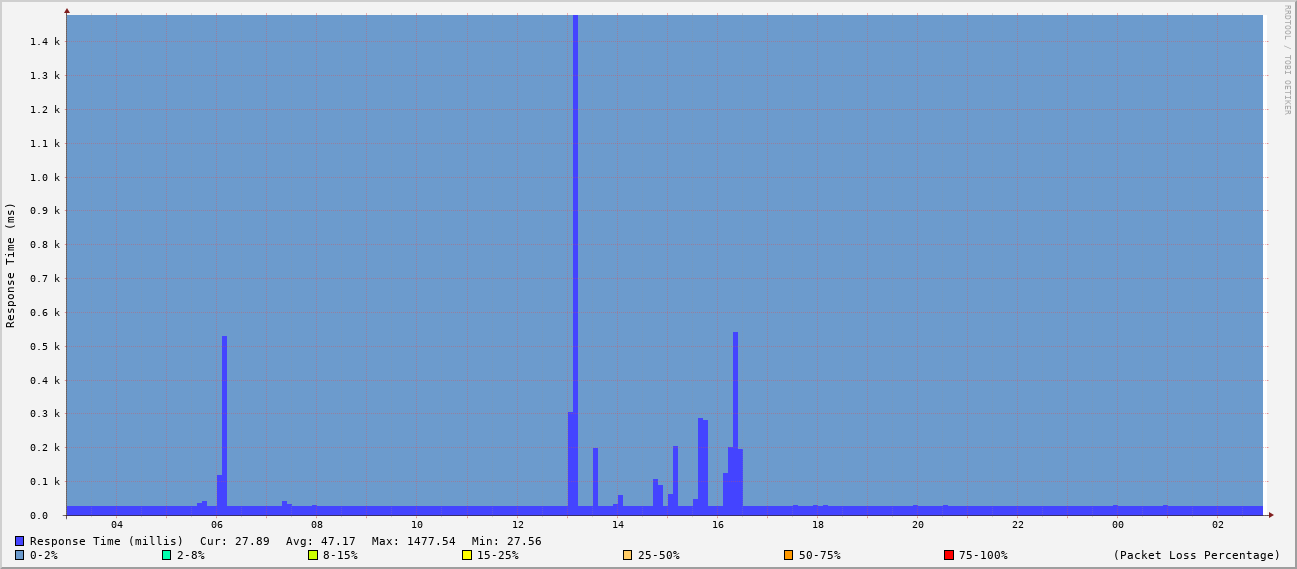 RRDTOOL / TOBI OETIKER
Response Time (ms)
1.4 k
1.3 k
1.2 k
1.1 k
1.0 k
0.9 k
0.8 k
0.7 k
0.6 k
0.5 k
0.4 k
0.3 k
0.2 k
0.1 k
0.0
04 06 08 10 12 14 16 18 20 22 00 02
Response Time (millis) Cur: 27.89 Avg: 47.17 Max: 1477.54 Min: 27.56
0-2% 2-8% 8-15% 15-25% 25-50% 50-75% 75-100% (Packet Loss Percentage)